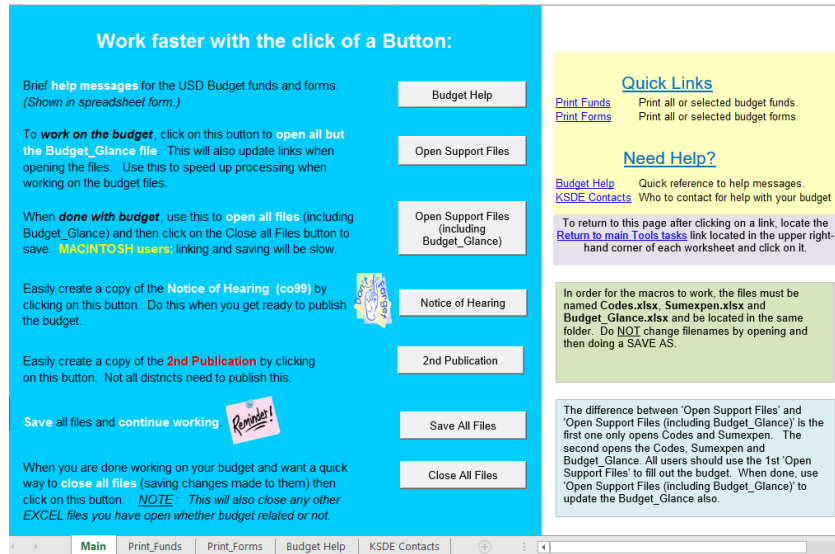 Work faster with the click of a Button:
Brief help messages for the USD Budget funds and forms.
(Shown in spreadsheet form.)
Budget Help
To work on the budget, click on this button to open all but
the Budget_Glance file. This will also update links when
opening the files. Use this to speed up processing when
working on the budget files.
Open Support Files
When done with budget, use this to open all files (including
Budget_Glance) and then click on the Close all Files button to
save. MACINTOSH users: linking and saving will be slow.
Open Support Files
(including
Budget_Glance)
Easily create a copy of the Notice of Hearing (co99) by
clicking on this button. Do this when you get ready to publish
the budget.
Don't
Forget
Notice of Hearing
Easily create a copy of the 2nd Publication by clicking
on this button. Not all districts need to publish this.
2nd Publication
Save all files and continue working.
Reminder!
Save All Files
When you are done working on your budget and want a quick
way to close all files (saving changes made to them) then
click on this button. NOTE: This will also close any other
EXCEL files you have open whether budget related or not.
Close All Files
Quick Links
Print Funds Print all or selected budget funds.
Print Forms Print all or selected budget forms.
Need Help?
Budget Help Quick reference to help messages.
KSDE Contacts Who to contact for help with your budget
To return to this page after clicking on a link, locate the
Return to main Tools tasks link located in the upper right-
hand corner of each worksheet and click on it.
In order for the macros to work, the files must be
named Codes.xlsx, Sumexpen.xlsx and
Budget_Glance.xlsx and be located in the same
folder. Do NOT change filenames by opening and
then doing a SAVE AS.
The difference between 'Open Support Files' and
'Open Support Files (including Budget_Glance)' is the
first one only opens Codes and Sumexpen. The
second opens the Codes, Sumexpen and
Budget_Glance. All users should use the 1st 'Open
Support Files' to fill out the budget. When done, use
'Open Support Files (including Budget_Glance)' to
update the Budget_Glance also.
Main Print_Funds Print_Forms Budget Help KSDE Contacts